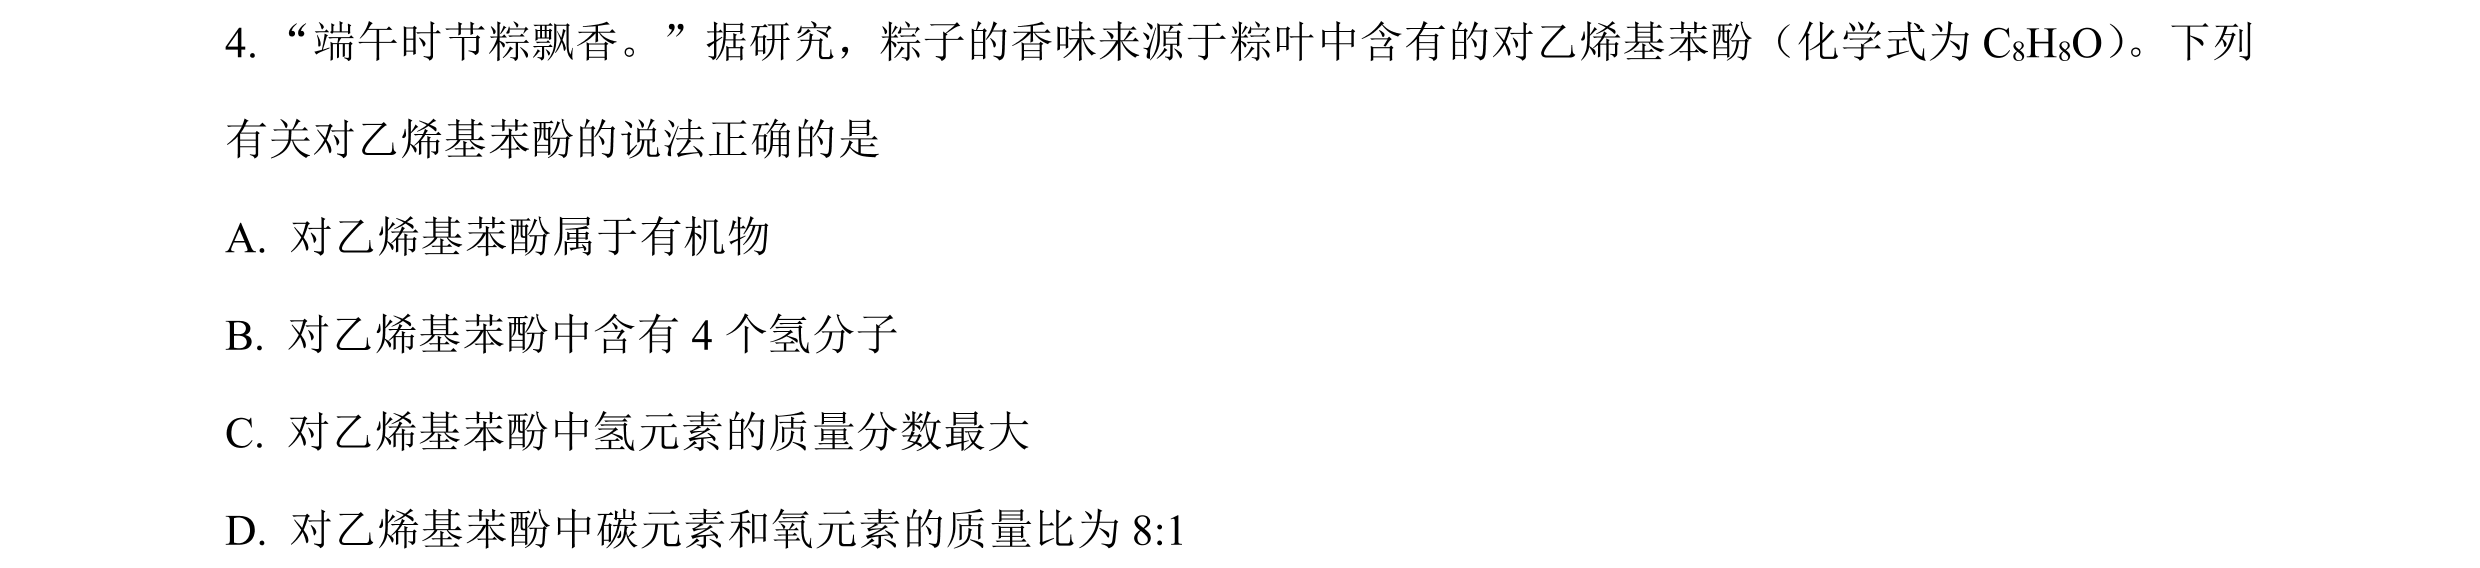 4. “端午时节粽飘香。”据研究，粽子的香味来源于粽叶中含有的对乙烯基苯酚（化学式为 C₈H₈O）。下列
有关对乙烯基苯酚的说法正确的是
A. 对乙烯基苯酚属于有机物
B. 对乙烯基苯酚中含有 4 个氢分子
C. 对乙烯基苯酚中氢元素的质量分数最大
D. 对乙烯基苯酚中碳元素和氧元素的质量比为 8:1